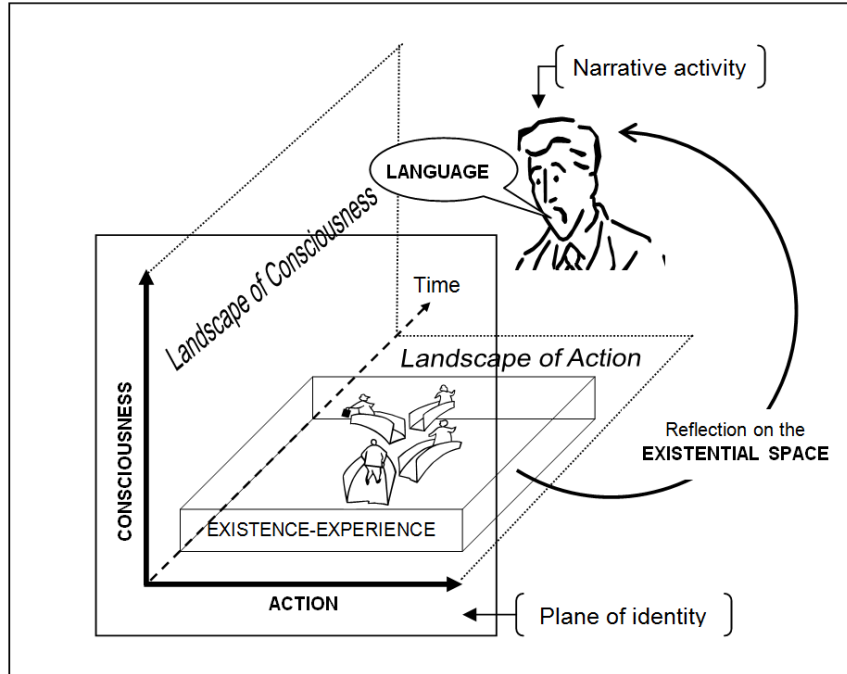 Narrative activity
LANGUAGE
Landscape of Consciousness
Time
Landscape of Action
CONSCIOUSNESS
Reflection on the
EXISTENTIAL SPACE
EXISTENCE-EXPERIENCE
ACTION
Plane of identity